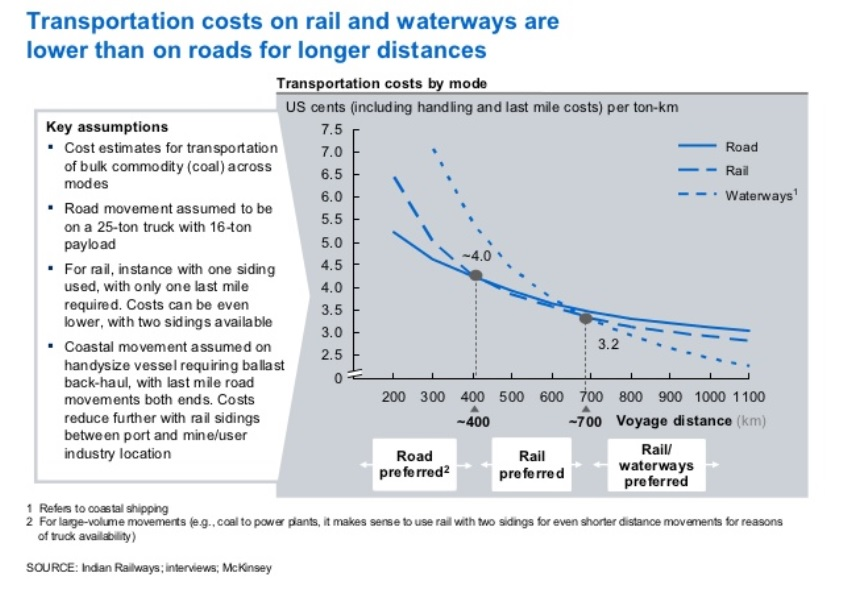 Transportation costs on rail and waterways are
lower than on roads for longer distances
Transportation costs by mode
US cents (including handling and last mile costs) per ton-km
Key assumptions
▪ Cost estimates for transportation
of bulk commodity (coal) across
modes
▪ Road movement assumed to be
on a 25-ton truck with 16-ton
payload
▪ For rail, instance with one siding
used, with only one last mile
required. Costs can be even
lower, with two sidings available
▪ Coastal movement assumed on
handysize vessel requiring ballast
back-haul, with last mile road
movements both ends. Costs
reduce further with rail sidings
between port and mine/user
industry location
7.5
7.0
6.5
6.0
5.5
5.0
4.5
4.0
3.5
3.0
2.5
0
Road
Rail
Waterways1
~4.0
3.2
200 300 400 500 600 700 800 900 1000 1100
~400 ~700 Voyage distance (km)
Road
preferred2
Rail
preferred
Rail/
waterways
preferred
1 Refers to coastal shipping
2 For large-volume movements (e.g., coal to power plants, it makes sense to use rail with two sidings for even shorter distance movements for reasons
of truck availability)
SOURCE: Indian Railways; interviews; McKinsey